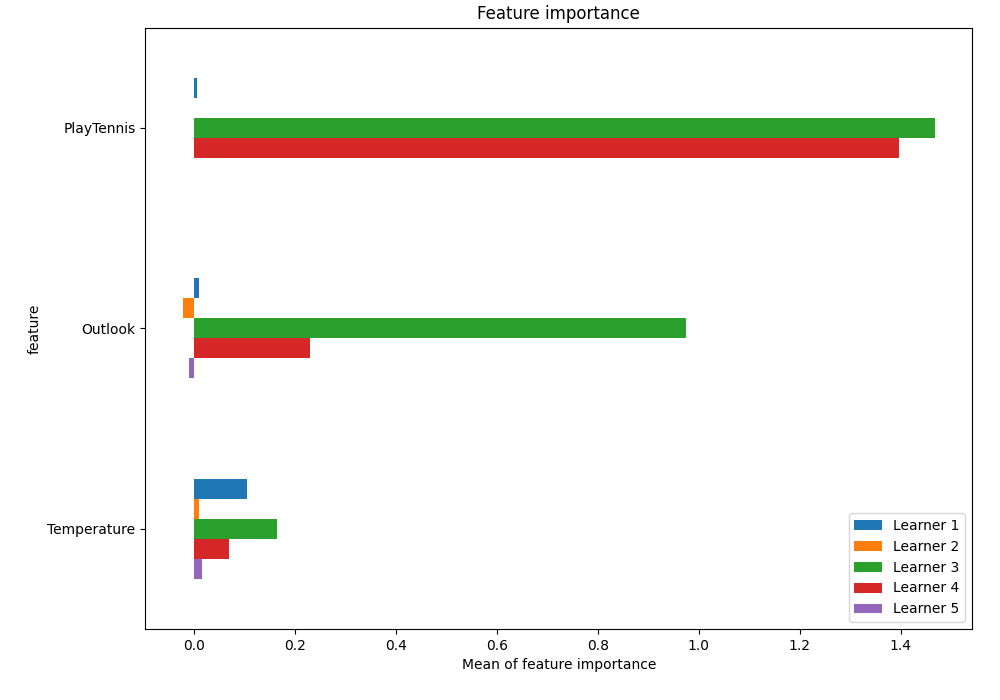 Feature importance
PlayTennis
Outlook
Temperature
feature
0.0 0.2 0.4 0.6 0.8 1.0 1.2 1.4
Mean of feature importance
Learner 1
Learner 2
Learner 3
Learner 4
Learner 5